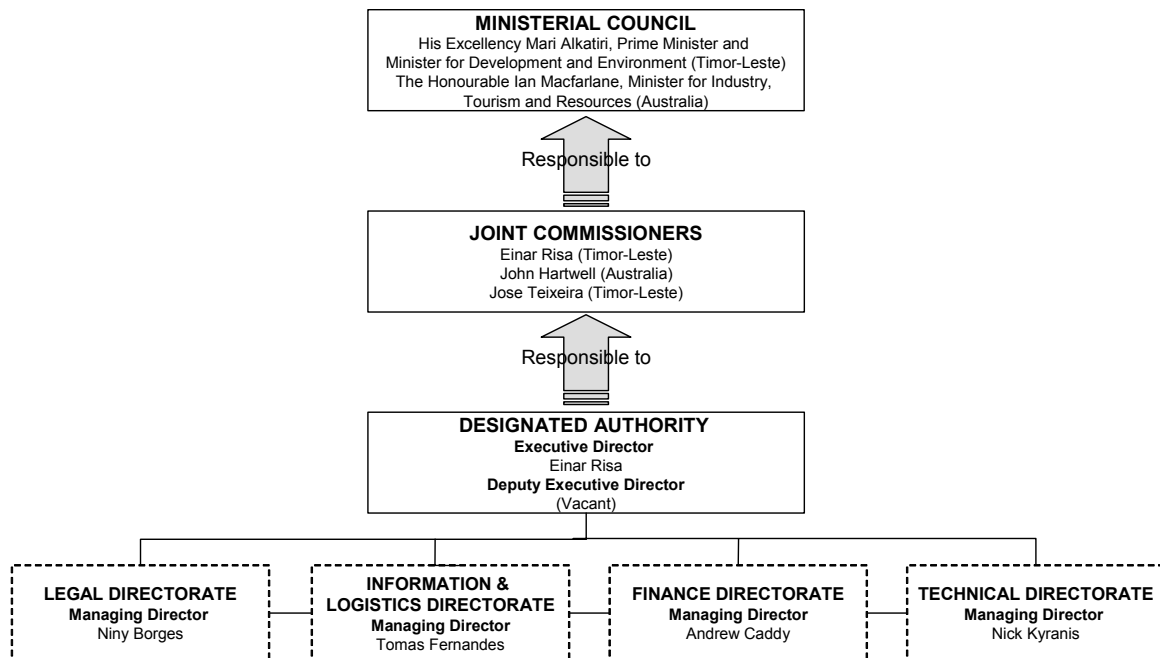 MINISTERIAL COUNCIL
His Excellency Mari Alkatiri, Prime Minister and
Minister for Development and Environment (Timor-Leste)
The Honourable Ian Macfarlane, Minister for Industry,
Tourism and Resources (Australia)
Responsible to
JOINT COMMISSIONERS
Einar Risa (Timor-Leste)
John Hartwell (Australia)
Jose Teixeira (Timor-Leste)
Responsible to
DESIGNATED AUTHORITY
Executive Director
Einar Risa
Deputy Executive Director
(Vacant)
LEGAL DIRECTORATE
Managing Director
Niny Borges
INFORMATION &
LOGISTICS DIRECTORATE
Managing Director
Tomas Fernandes
FINANCE DIRECTORATE
Managing Director
Andrew Caddy
TECHNICAL DIRECTORATE
Managing Director
Nick Kyranis